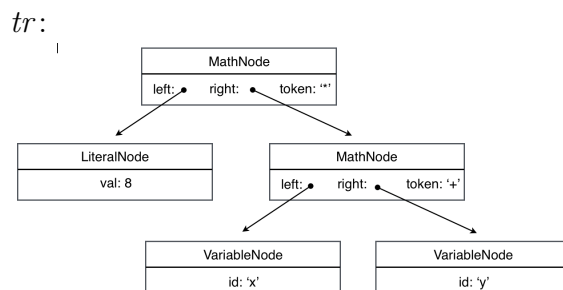 tr:
MathNode
left: right: token: '*'
LiteralNode
val: 8
MathNode
left: right: token: '+'
VariableNode
id: 'x'
VariableNode
id: 'y'